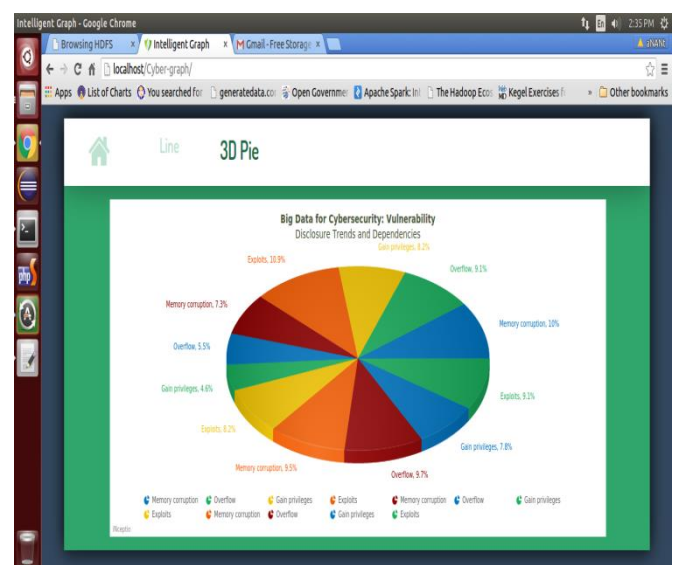 Intelligent Graph - Google Chrome
En 2:35 PM
Browsing HDFS x
Intelligent Graph x
Gmail - Free Storage x
aNANt
localhost/Cyber-graph/
Apps
List of Charts
You searched for
generatedata.co
Open Governme
Apache Spark: In
The Hadoop Ecos
Kegel Exercises f
» Other bookmarks
Line
3D Pie
Big Data for Cybersecurity: Vulnerability
Disclosure Trends and Dependencies
Gain privileges, 8.2%
Exploits, 10.9%
Overflow, 9.1%
Memory corruption, 7.3%
Memory corruption, 10%
Overflow, 5.5%
Gain privileges, 4.6%
Exploits, 9.1%
Exploits, 8.2%
Gain privileges, 7.8%
Memory corruption, 9.5%
Overflow, 9.7%
Memory corruption Overflow Gain privileges Exploits Memory corruption Overflow Gain privileges
Exploits Memory corruption Overflow Gain privileges Exploits
php